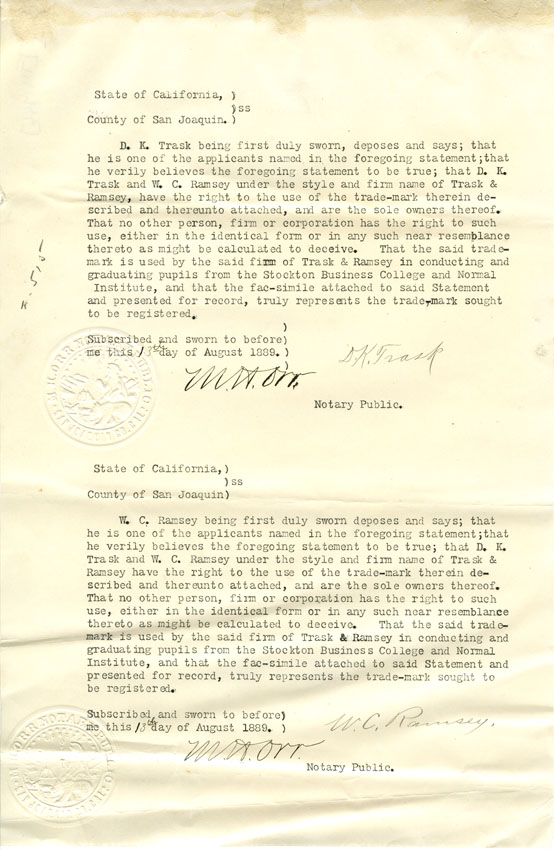 State of California, )
)ss
County of San Joaquin. )
D. K. Trask being first duly sworn, deposes and says; that
he is one of the applicants named in the foregoing statement;that
he verily believes the foregoing statement to be true; that D. K.
Trask and W. C. Ramsey under the style and firm name of Trask &
Ramsey, have the right to the use of the trade-mark therein de-
scribed and thereunto attached, and are the sole owners thereof.
That no other person, firm or corporation has the right to such
use, either in the identical form or in any such near resemblance
thereto as might be calculated to deceive. That the said trade-
mark is used by the said firm of Trask & Ramsey in conducting and
graduating pupils from the Stockton Business College and Normal
Institute, and that the fac-simile attached to said Statement
and presented for record, truly represents the trade-mark sought
to be registered.
)
Subscribed and sworn to before)
me this 13th day of August 1889. )
)
D. K. Trask
M. H. Orr.
Notary Public.
State of California,)
)ss
County of San Joaquin)
W. C. Ramsey being first duly sworn deposes and says; that
he is one of the applicants named in the foregoing statement;that
he verily believes the foregoing statement to be true; that D. K.
Trask and W. C. Ramsey under the style and firm name of Trask &
Ramsey have the right to the use of the trade-mark therein de-
scribed and thereunto attached, and are the sole owners thereof.
That no other person, firm or corporation has the right to such
use, either in the identical form or in any such near resemblance
thereto as might be calculated to deceive. That the said trade-
mark is used by the said firm of Trask & Ramsey in conducting and
graduating pupils from the Stockton Business College and Normal
Institute, and that the fac-simile attached to said Statement and
presented for record, truly represents the trade-mark sought to
be registered.
Subscribed and sworn to before)
me this 13th day of August 1889. )
W. C. Ramsey.
M. H. Orr.
Notary Public.